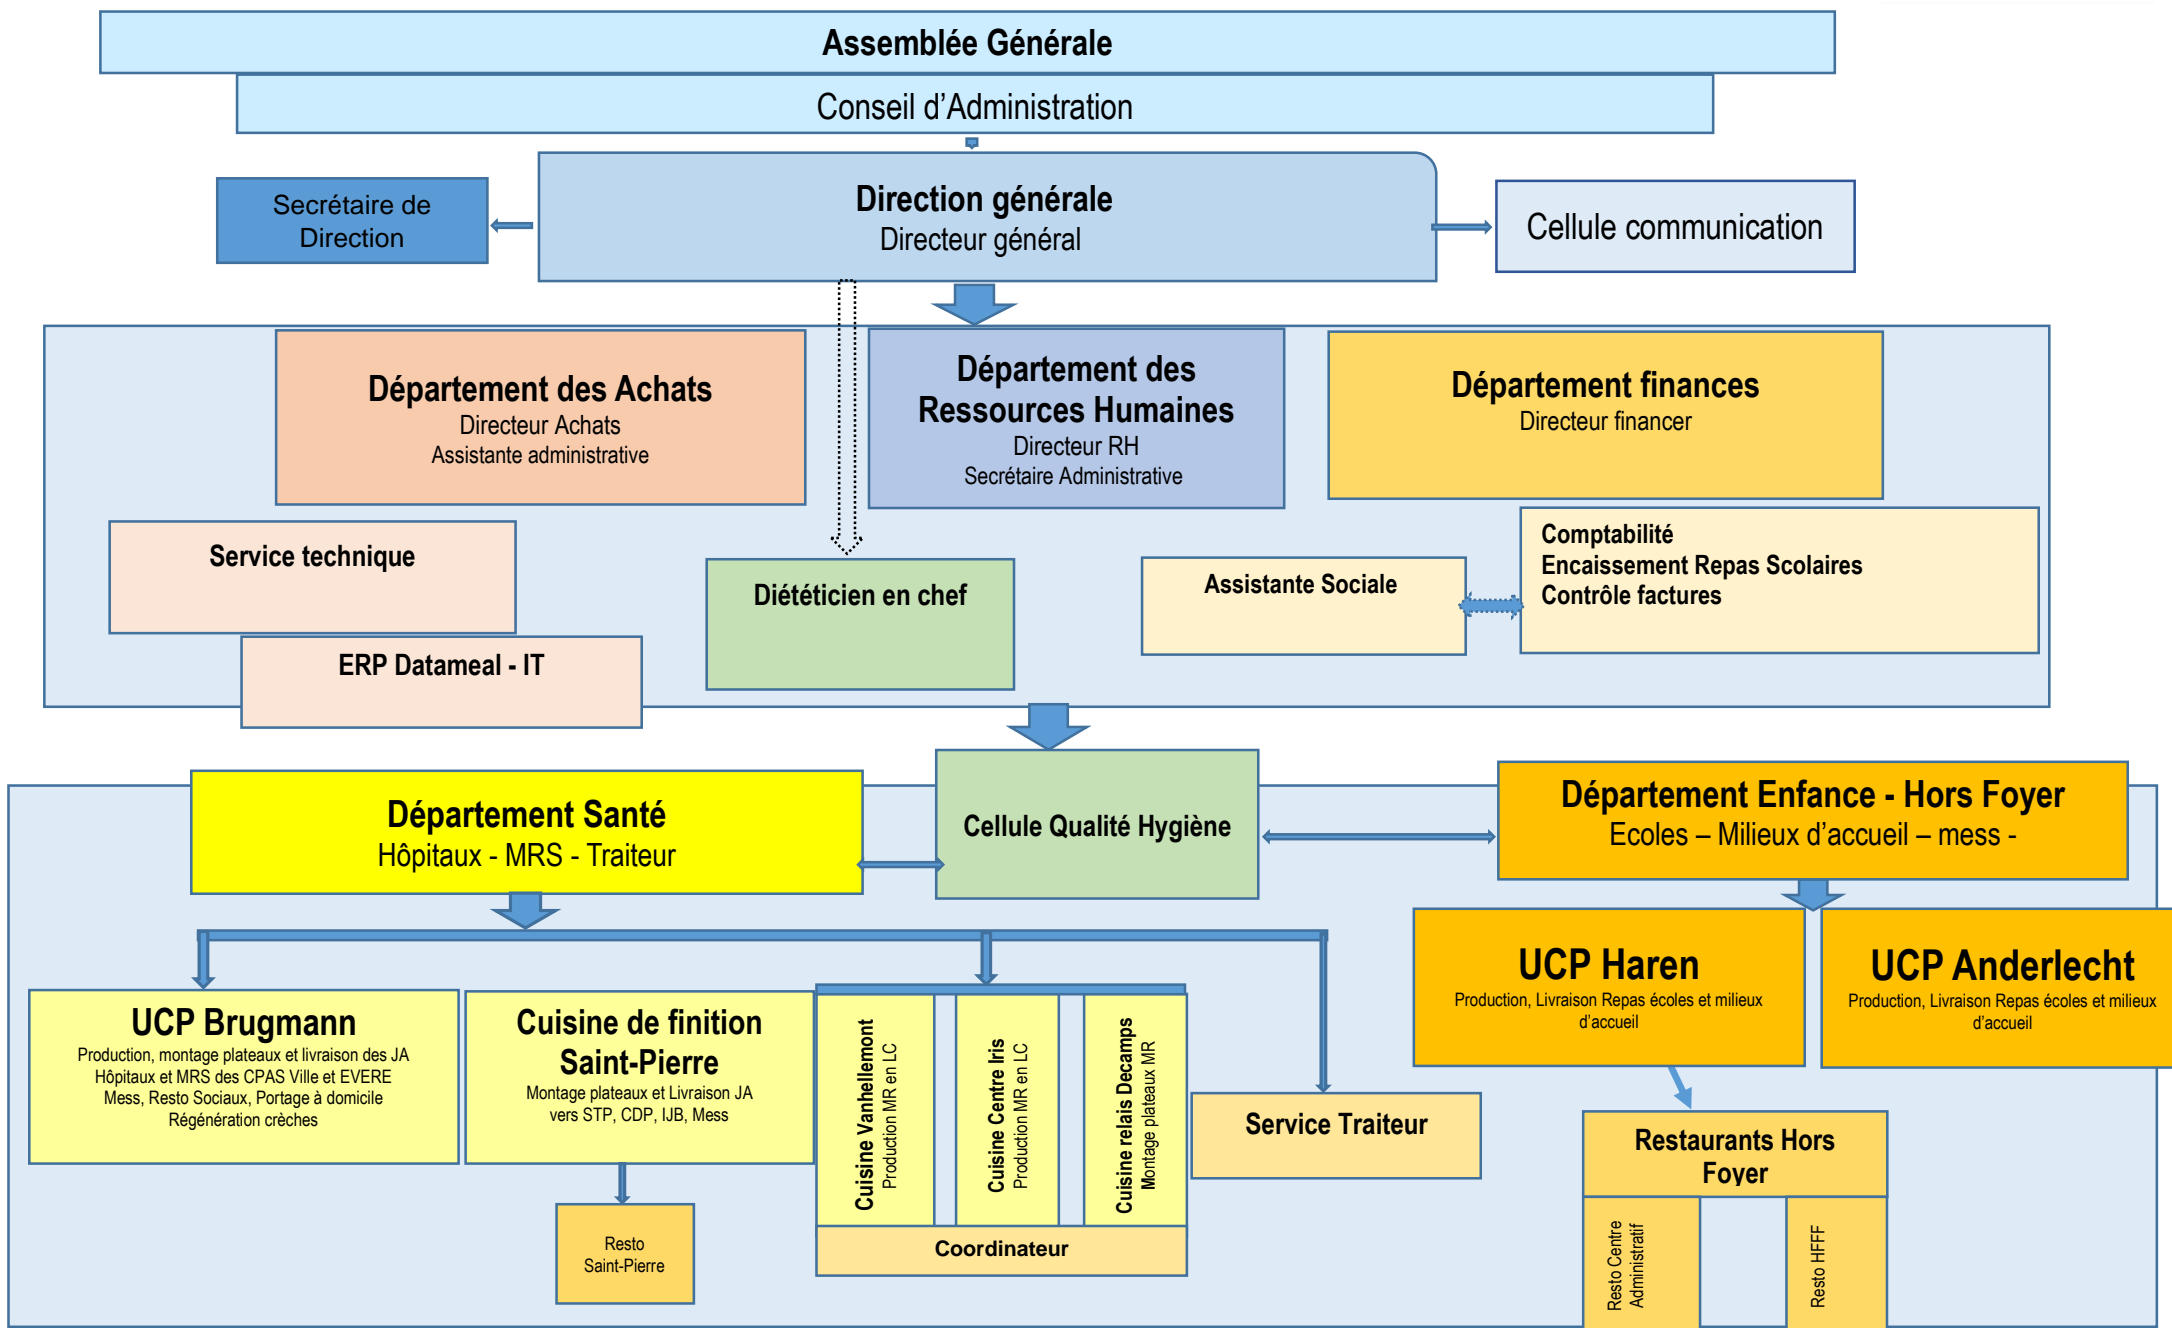 Assemblée Générale
Conseil d’Administration
Direction générale
Directeur général
Secrétaire de
Direction
Cellule communication
Département des Achats
Directeur Achats
Assistante administrative
Département des
Ressources Humaines
Directeur RH
Secrétaire Administrative
Département finances
Directeur financer
Service technique
ERP Datameal - IT
Diététicien en chef
Assistante Sociale
Comptabilité
Encaissement Repas Scolaires
Contrôle factures
Département Santé
Hôpitaux - MRS - Traiteur
Cellule Qualité Hygiène
Département Enfance - Hors Foyer
Ecoles – Milieux d’accueil – mess -
UCP Brugmann
Production, montage plateaux et livraison des JA
Hôpitaux et MRS des CPAS Ville et EVERE
Mess, Resto Sociaux, Portage à domicile
Régénération crèches
Cuisine de finition
Saint-Pierre
Montage plateaux et Livraison JA
vers STP, CDP, IJB, Mess
Resto
Saint-Pierre
Cuisine Vanhellemont
Production MR en LC
Cuisine Centre Iris
Production MR en LC
Cuisine relais Decamps
Montage plateaux MR
Coordinateur
Service Traiteur
UCP Haren
Production, Livraison Repas écoles et milieux
d’accueil
UCP Anderlecht
Production, Livraison Repas écoles et milieux
d’accueil
Restaurants Hors
Foyer
Resto Centre
Administratif
Resto HFFF